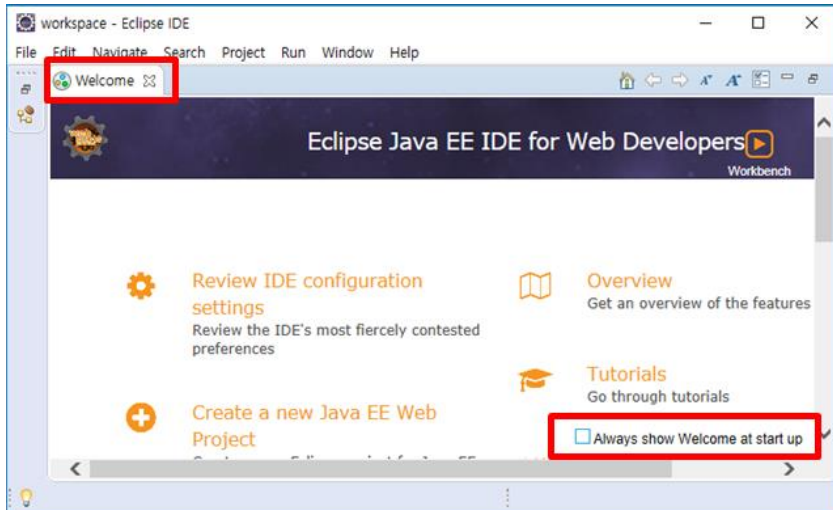 workspace - Eclipse IDE
File Edit Navigate Search Project Run Window Help
Welcome
Eclipse Java EE IDE for Web Developers
Workbench
Review IDE configuration
settings
Review the IDE's most fiercely contested
preferences
Overview
Get an overview of the features
Tutorials
Go through tutorials
Create a new Java EE Web
Project
Always show Welcome at start up